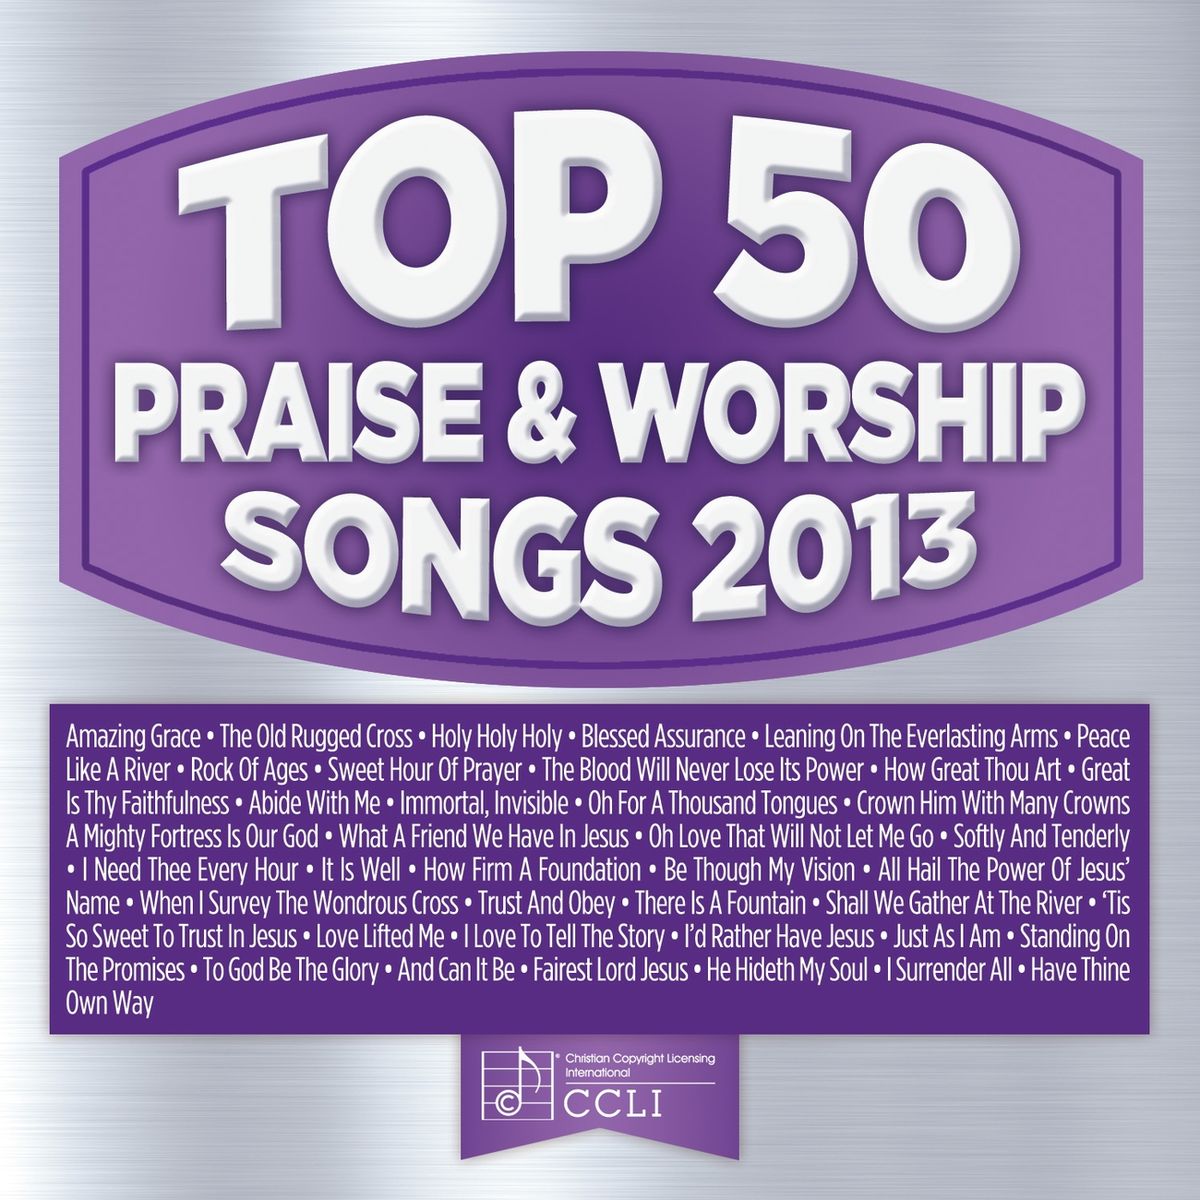 TOP 50
PRAISE & WORSHIP
SONGS 2013
Amazing Grace • The Old Rugged Cross • Holy Holy Holy • Blessed Assurance • Leaning On The Everlasting Arms • Peace
Like A River • Rock Of Ages • Sweet Hour Of Prayer • The Blood Will Never Lose Its Power • How Great Thou Art • Great
Is Thy Faithfulness • Abide With Me • Immortal, Invisible • Oh For A Thousand Tongues • Crown Him With Many Crowns
A Mighty Fortress Is Our God • What A Friend We Have In Jesus • Oh Love That Will Not Let Me Go • Softly And Tenderly
• I Need Thee Every Hour • It Is Well • How Firm A Foundation • Be Though My Vision • All Hail The Power Of Jesus’
Name • When I Survey The Wondrous Cross • Trust And Obey • There Is A Fountain • Shall We Gather At The River • ‘Tis
So Sweet To Trust In Jesus • Love Lifted Me • I Love To Tell The Story • I’d Rather Have Jesus • Just As I Am • Standing On
The Promises • To God Be The Glory • And Can It Be • Fairest Lord Jesus • He Hideth My Soul • I Surrender All • Have Thine
Own Way
© ® Christian Copyright Licensing
International
CCLI